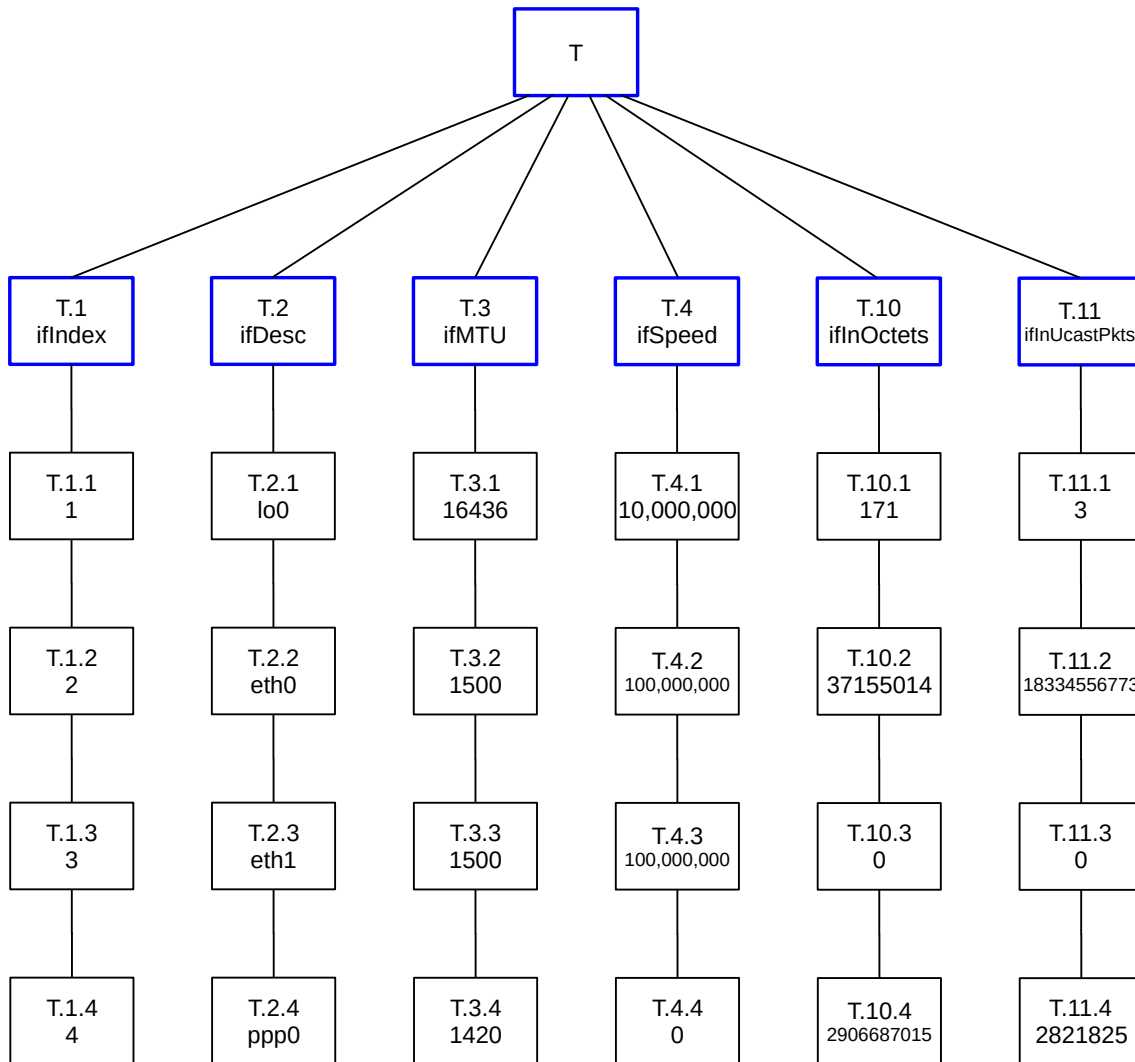 T
T.1
ifIndex
T.2
ifDesc
T.3
ifMTU
T.4
ifSpeed
T.10
ifInOctets
T.11
ifInUcastPkts
T.1.1
1
T.2.1
lo0
T.3.1
16436
T.4.1
10,000,000
T.10.1
171
T.11.1
3
T.1.2
2
T.2.2
eth0
T.3.2
1500
T.4.2
100,000,000
T.10.2
37155014
T.11.2
18334556773
T.1.3
3
T.2.3
eth1
T.3.3
1500
T.4.3
100,000,000
T.10.3
0
T.11.3
0
T.1.4
4
T.2.4
ppp0
T.3.4
1420
T.4.4
0
T.10.4
2906687015
T.11.4
2821825